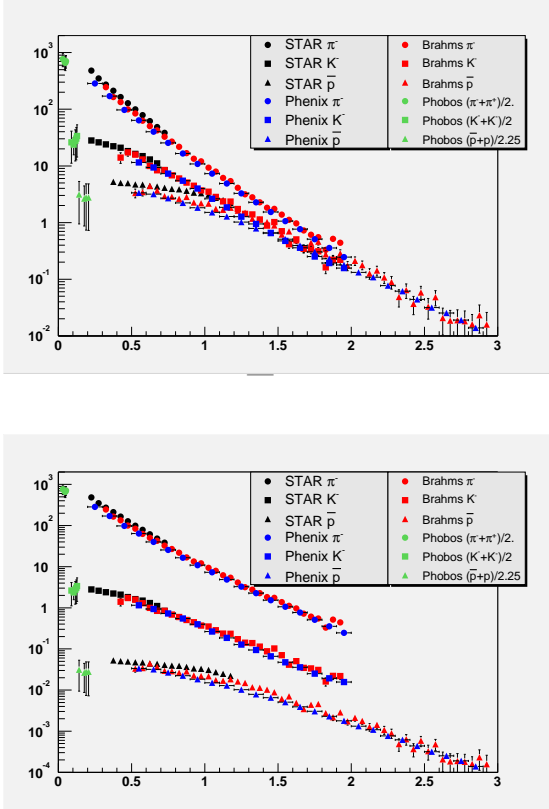 STAR π⁻ Brahms π⁻
STAR K⁻ Brahms K⁻
STAR p̅ Brahms p̅
Phenix π⁻ Phobos (π⁻+π⁺)/2.
Phenix K⁻ Phobos (K⁻+K⁺)/2
Phenix p̅ Phobos (p̅+p)/2.25
10³
10²
10
1
10⁻¹
10⁻²
0 0.5 1 1.5 2 2.5 3
STAR π⁻ Brahms π⁻
STAR K⁻ Brahms K⁻
STAR p̅ Brahms p̅
Phenix π⁻ Phobos (π⁻+π⁺)/2.
Phenix K⁻ Phobos (K⁻+K⁺)/2
Phenix p̅ Phobos (p̅+p)/2.25
10³
10²
10
1
10⁻¹
10⁻²
10⁻³
10⁻⁴
0 0.5 1 1.5 2 2.5 3